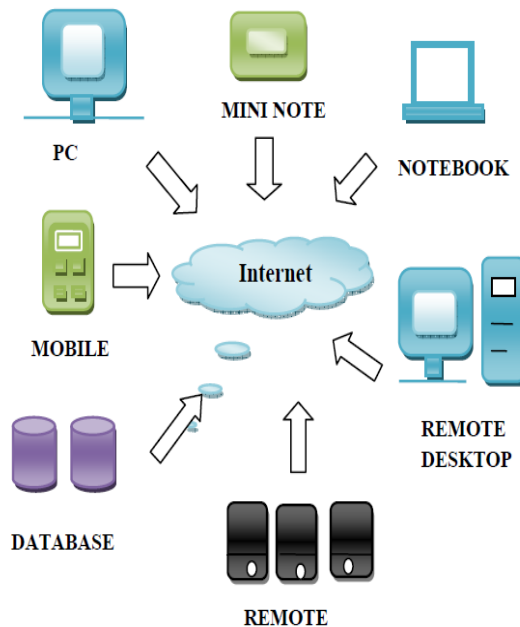 MINI NOTE
PC
NOTEBOOK
Internet
MOBILE
REMOTE
DESKTOP
DATABASE
REMOTE